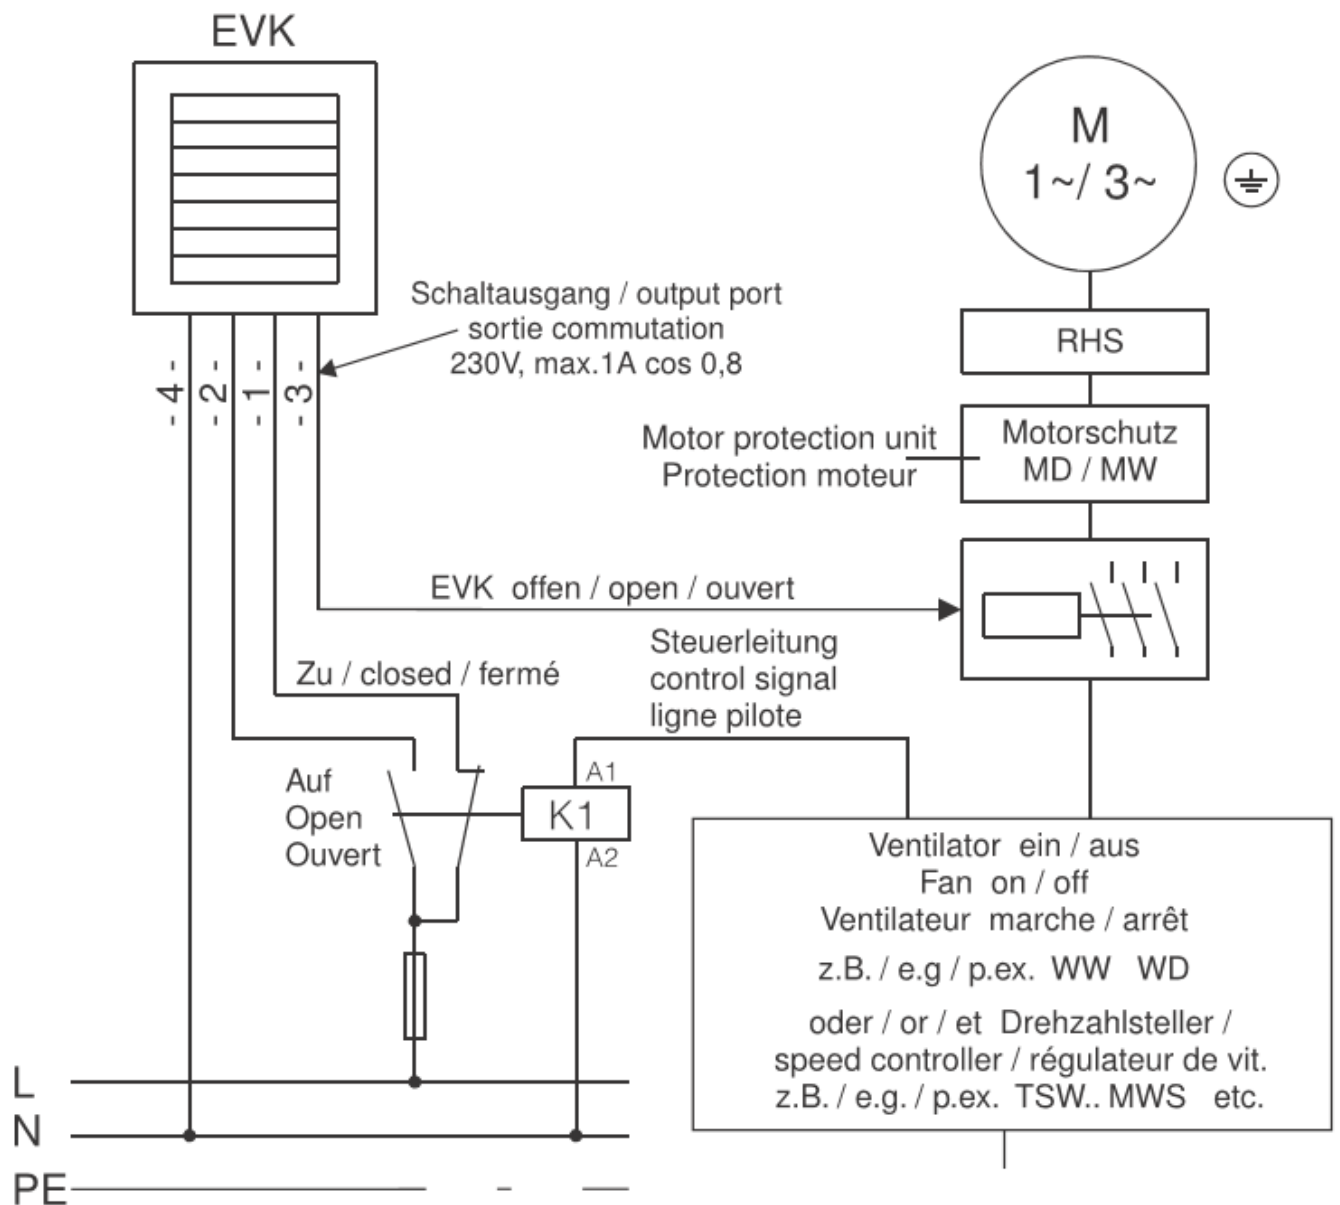 EVK
M
1~/ 3~
Schaltausgang / output port
sortie commutation
230V, max.1A cos 0,8
- 4 -
- 2 -
- 1 -
- 3 -
RHS
Motor protection unit
Protection moteur
Motorschutz
MD / MW
EVK offen / open / ouvert
Steuerleitung
control signal
ligne pilote
Zu / closed / fermé
Auf
Open
Ouvert
A1
K1
A2
Ventilator ein / aus
Fan on / off
Ventilateur marche / arrêt
z.B. / e.g / p.ex. WW WD
oder / or / et Drehzahlsteller /
speed controller / régulateur de vit.
z.B. / e.g. / p.ex. TSW.. MWS etc.
L
N
PE